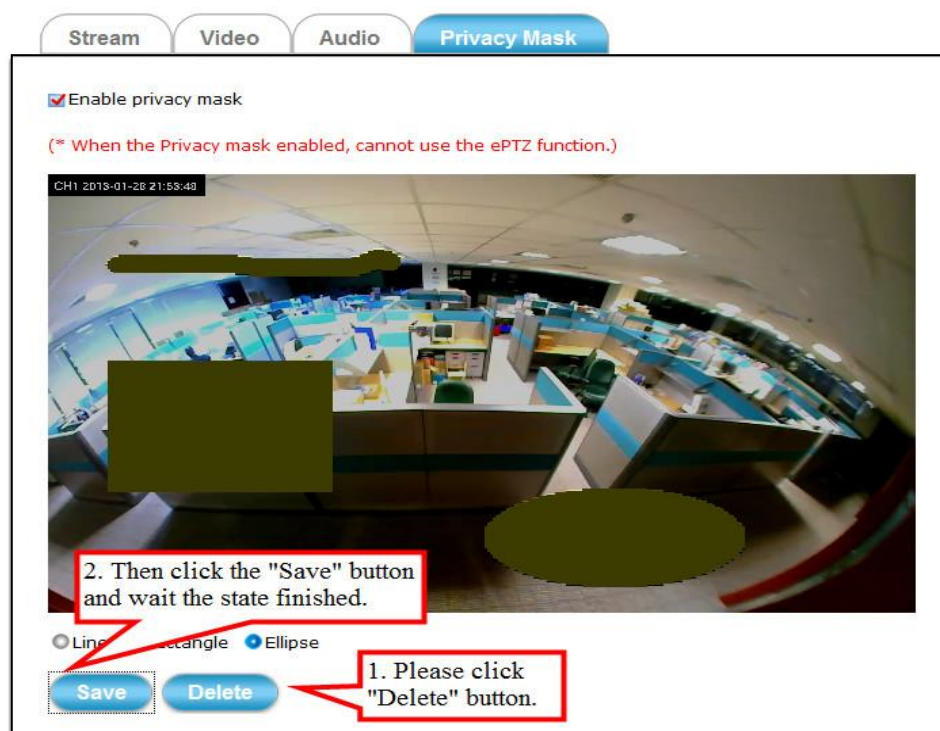 Stream Video Audio Privacy Mask
Enable privacy mask
(* When the Privacy mask enabled, cannot use the ePTZ function.)
CH1 2013-01-28 21:53:48
2. Then click the "Save" button
and wait the state finished.
Line ctangle Ellipse
1. Please click
"Delete" button.
Save Delete